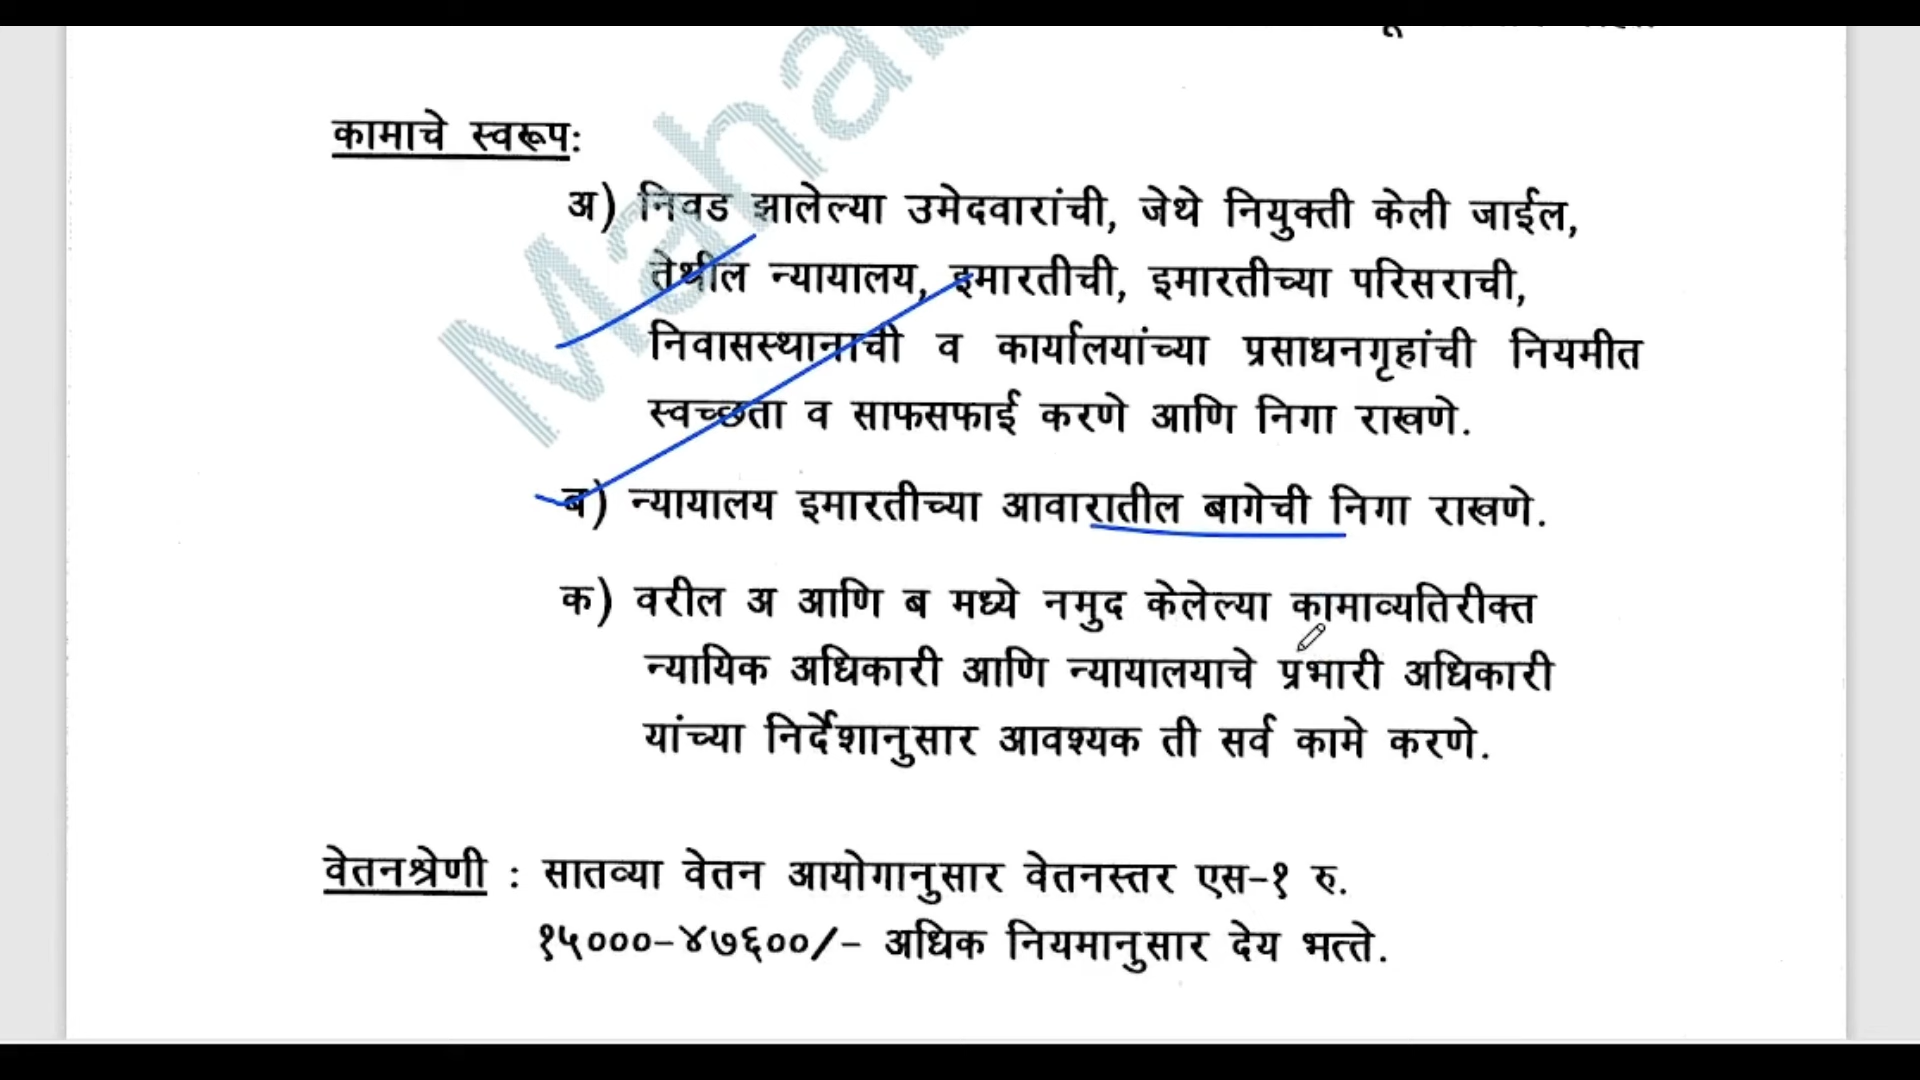 कामाचे स्वरूप:
अ) निवड झालेल्या उमेदवारांची, जेथे नियुक्ती केली जाईल,
तेथील न्यायालय, इमारतीची, इमारतीच्या परिसराची,
निवासस्थानाची व कार्यालयांच्या प्रसाधनगृहांची नियमीत
स्वच्छता व साफसफाई करणे आणि निगा राखणे.
ब) न्यायालय इमारतीच्या आवारातील बागेची निगा राखणे.
क) वरील अ आणि ब मध्ये नमुद केलेल्या कामाव्यतिरीक्त
न्यायिक अधिकारी आणि न्यायालयाचे प्रभारी अधिकारी
यांच्या निर्देशानुसार आवश्यक ती सर्व कामे करणे.
वेतनश्रेणी : सातव्या वेतन आयोगानुसार वेतनस्तर एस-१ रु.
१५०००-४७६००/- अधिक नियमानुसार देय भत्ते.
Maha